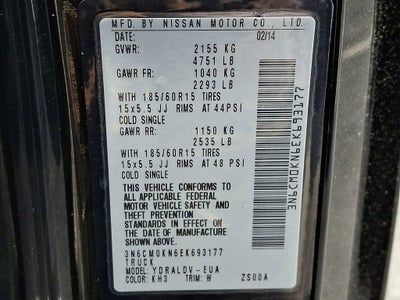 MFD. BY NISSAN MOTOR CO., LTD.
DATE: 02/14
GVWR: 2155 KG
4751 LB
GAWR FR: 1040 KG
2293 LB
WITH 185/60R15 TIRES
15x5.5 JJ RIMS AT 44PSI
COLD SINGLE
GAWR RR: 1150 KG
2535 LB
WITH 185/60R15 TIRES
15x5.5 JJ RIMS AT 48 PSI
COLD SINGLE
THIS VEHICLE CONFORMS TO
ALL APPLICABLE FEDERAL
MOTOR VEHICLE SAFETY AND
THEFT PREVENTION
STANDARDS IN EFFECT ON THE
DATE OF MANUFACTURE SHOWN
ABOVE.
3N6CM0KN6EK693177
TRUCK
MODEL: YDRALDV-EUA
COLOR: KH3 TRIM: W ZS00A
3N6CM0KN6EK693177